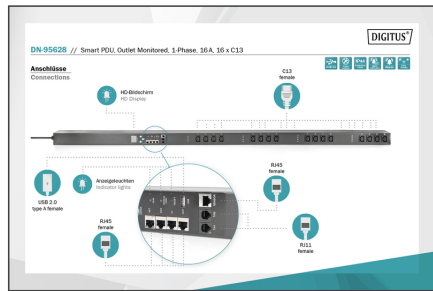 DIGITUS®
DN-95628 // Smart PDU, Outlet Monitored, 1-Phase, 16 A, 16 x C13
Anschlüsse
Connections
C13
female
HD-Bildschirm
HD Display
USB 2.0
type A female
Anzeigeleuchten
Indicator lights
RJ45
female
RJ45
female
RJ11
female